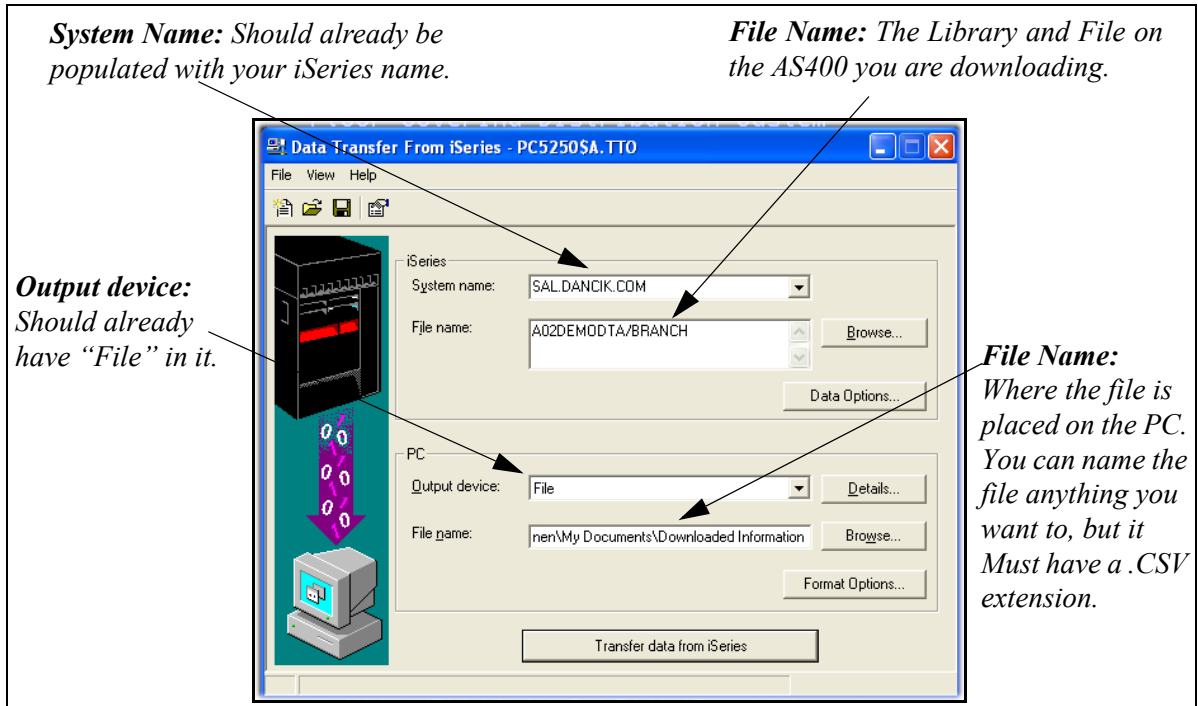 System Name: Should already be
populated with your iSeries name.
File Name: The Library and File on
the AS400 you are downloading.
Data Transfer From iSeries - PC5250$A.TTO
File View Help
iSeries
System name:
SAL.DANCIK.COM
File name:
A02DEMODTA/BRANCH
Browse...
Data Options...
Output device:
Should already
have “File” in it.
PC
Output device:
File
Details...
File name:
nen\My Documents\Downloaded Information
Browse...
Format Options...
Transfer data from iSeries
File Name:
Where the file is
placed on the PC.
You can name the
file anything you
want to, but it
Must have a .CSV
extension.